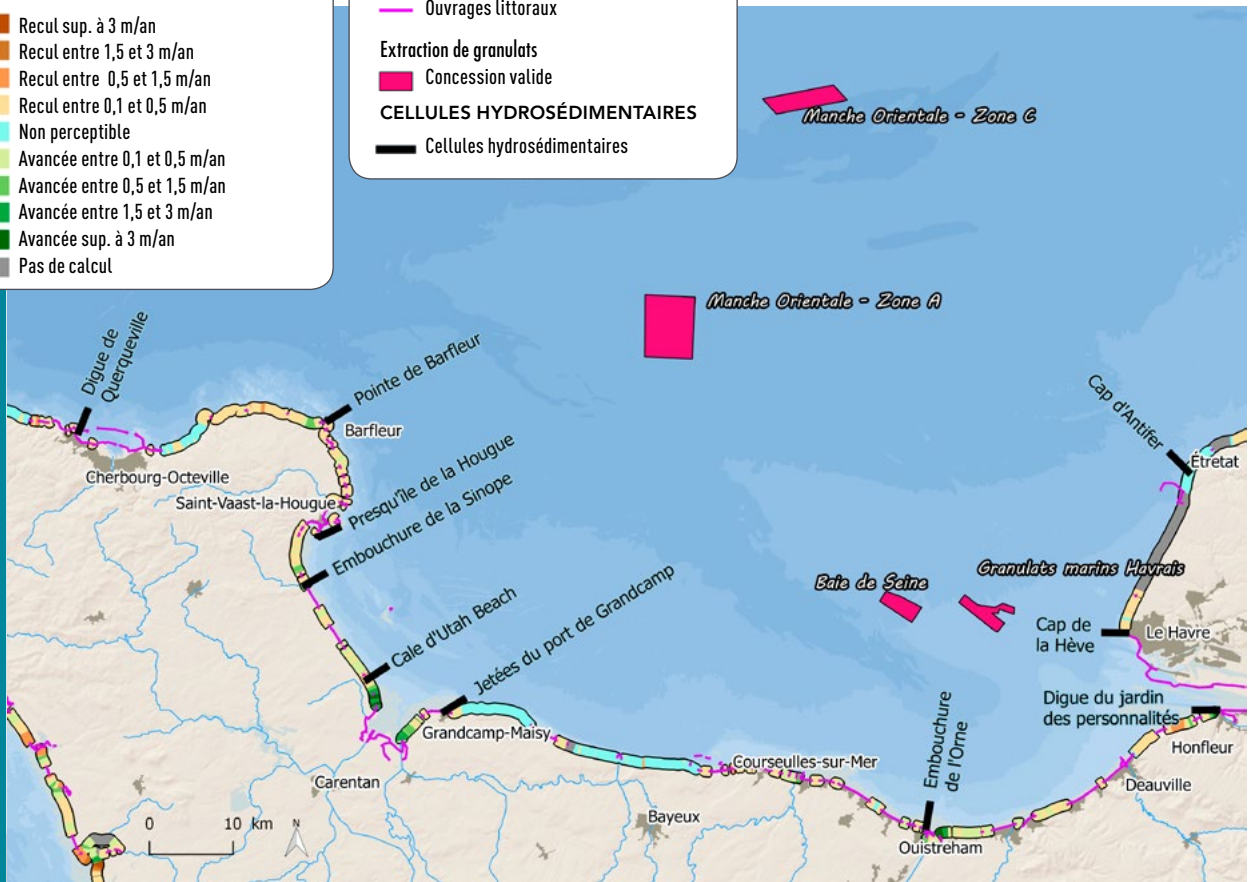 Recul sup. à 3 m/an
Recul entre 1,5 et 3 m/an
Recul entre 0,5 et 1,5 m/an
Recul entre 0,1 et 0,5 m/an
Non perceptible
Avancée entre 0,1 et 0,5 m/an
Avancée entre 0,5 et 1,5 m/an
Avancée entre 1,5 et 3 m/an
Avancée sup. à 3 m/an
Pas de calcul
Ouvrages littoraux
Extraction de granulats
Concession valide
CELLULES HYDROSÉDIMENTAIRES
Cellules hydrosédimentaires
Manche Orientale - Zone C
Manche Orientale - Zone A
Digue de
Querqueville
Pointe de Barfleur
Barfleur
Cherbourg-Octeville
Saint-Vaast-la-Hougue
Presqu'île de la Hougue
Embouchure de la Sinope
Cale d'Utah Beach
Jetées du port de Grandcamp
Grandcamp-Maisy
Carentan
Bayeux
Courseulles-sur-Mer
Embouchure
de l'Orne
Ouistreham
Baie de Seine
Granulats marins Havrais
Cap d'Antifer
Étretat
Cap de
la Hève
Le Havre
Digue du jardin
des personnalités
Honfleur
Deauville
0 10 km
N